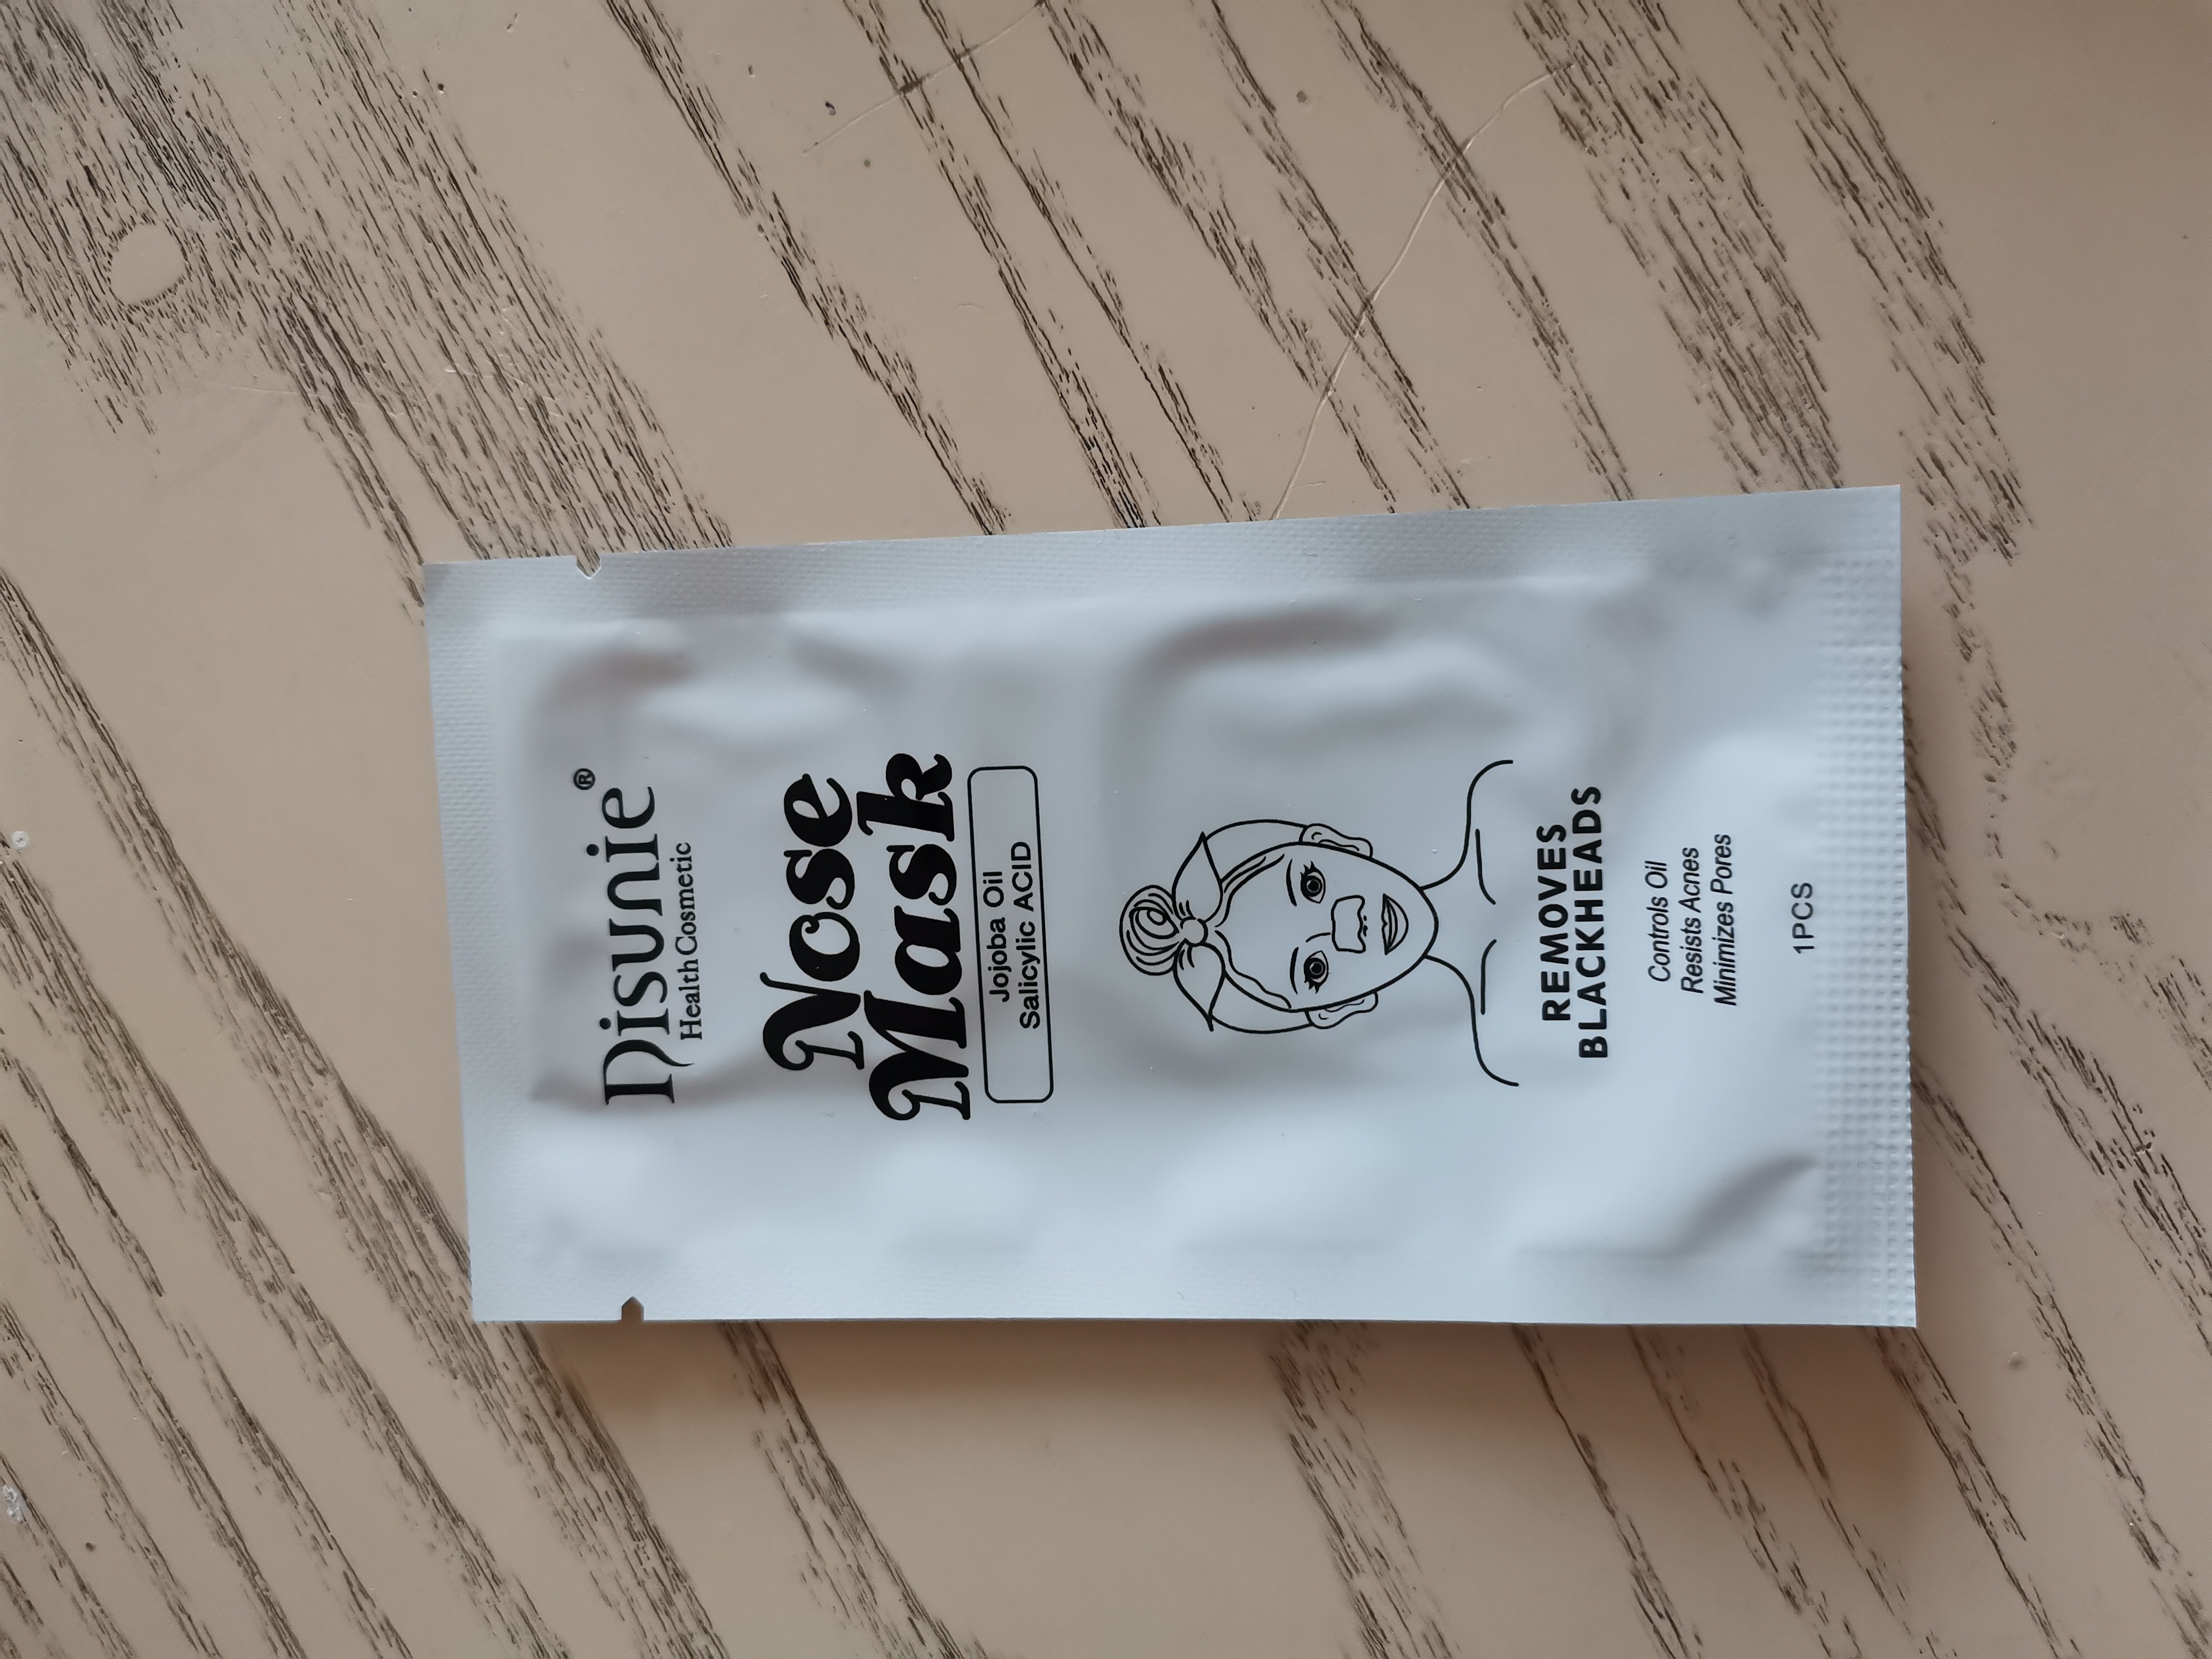 Disunie®
Health Cosmetic
Nose
Mask
Jojoba Oil
Salicylic ACID
REMOVES
BLACKHEADS
Controls Oil
Resists Acnes
Minimizes Pores
1PCS